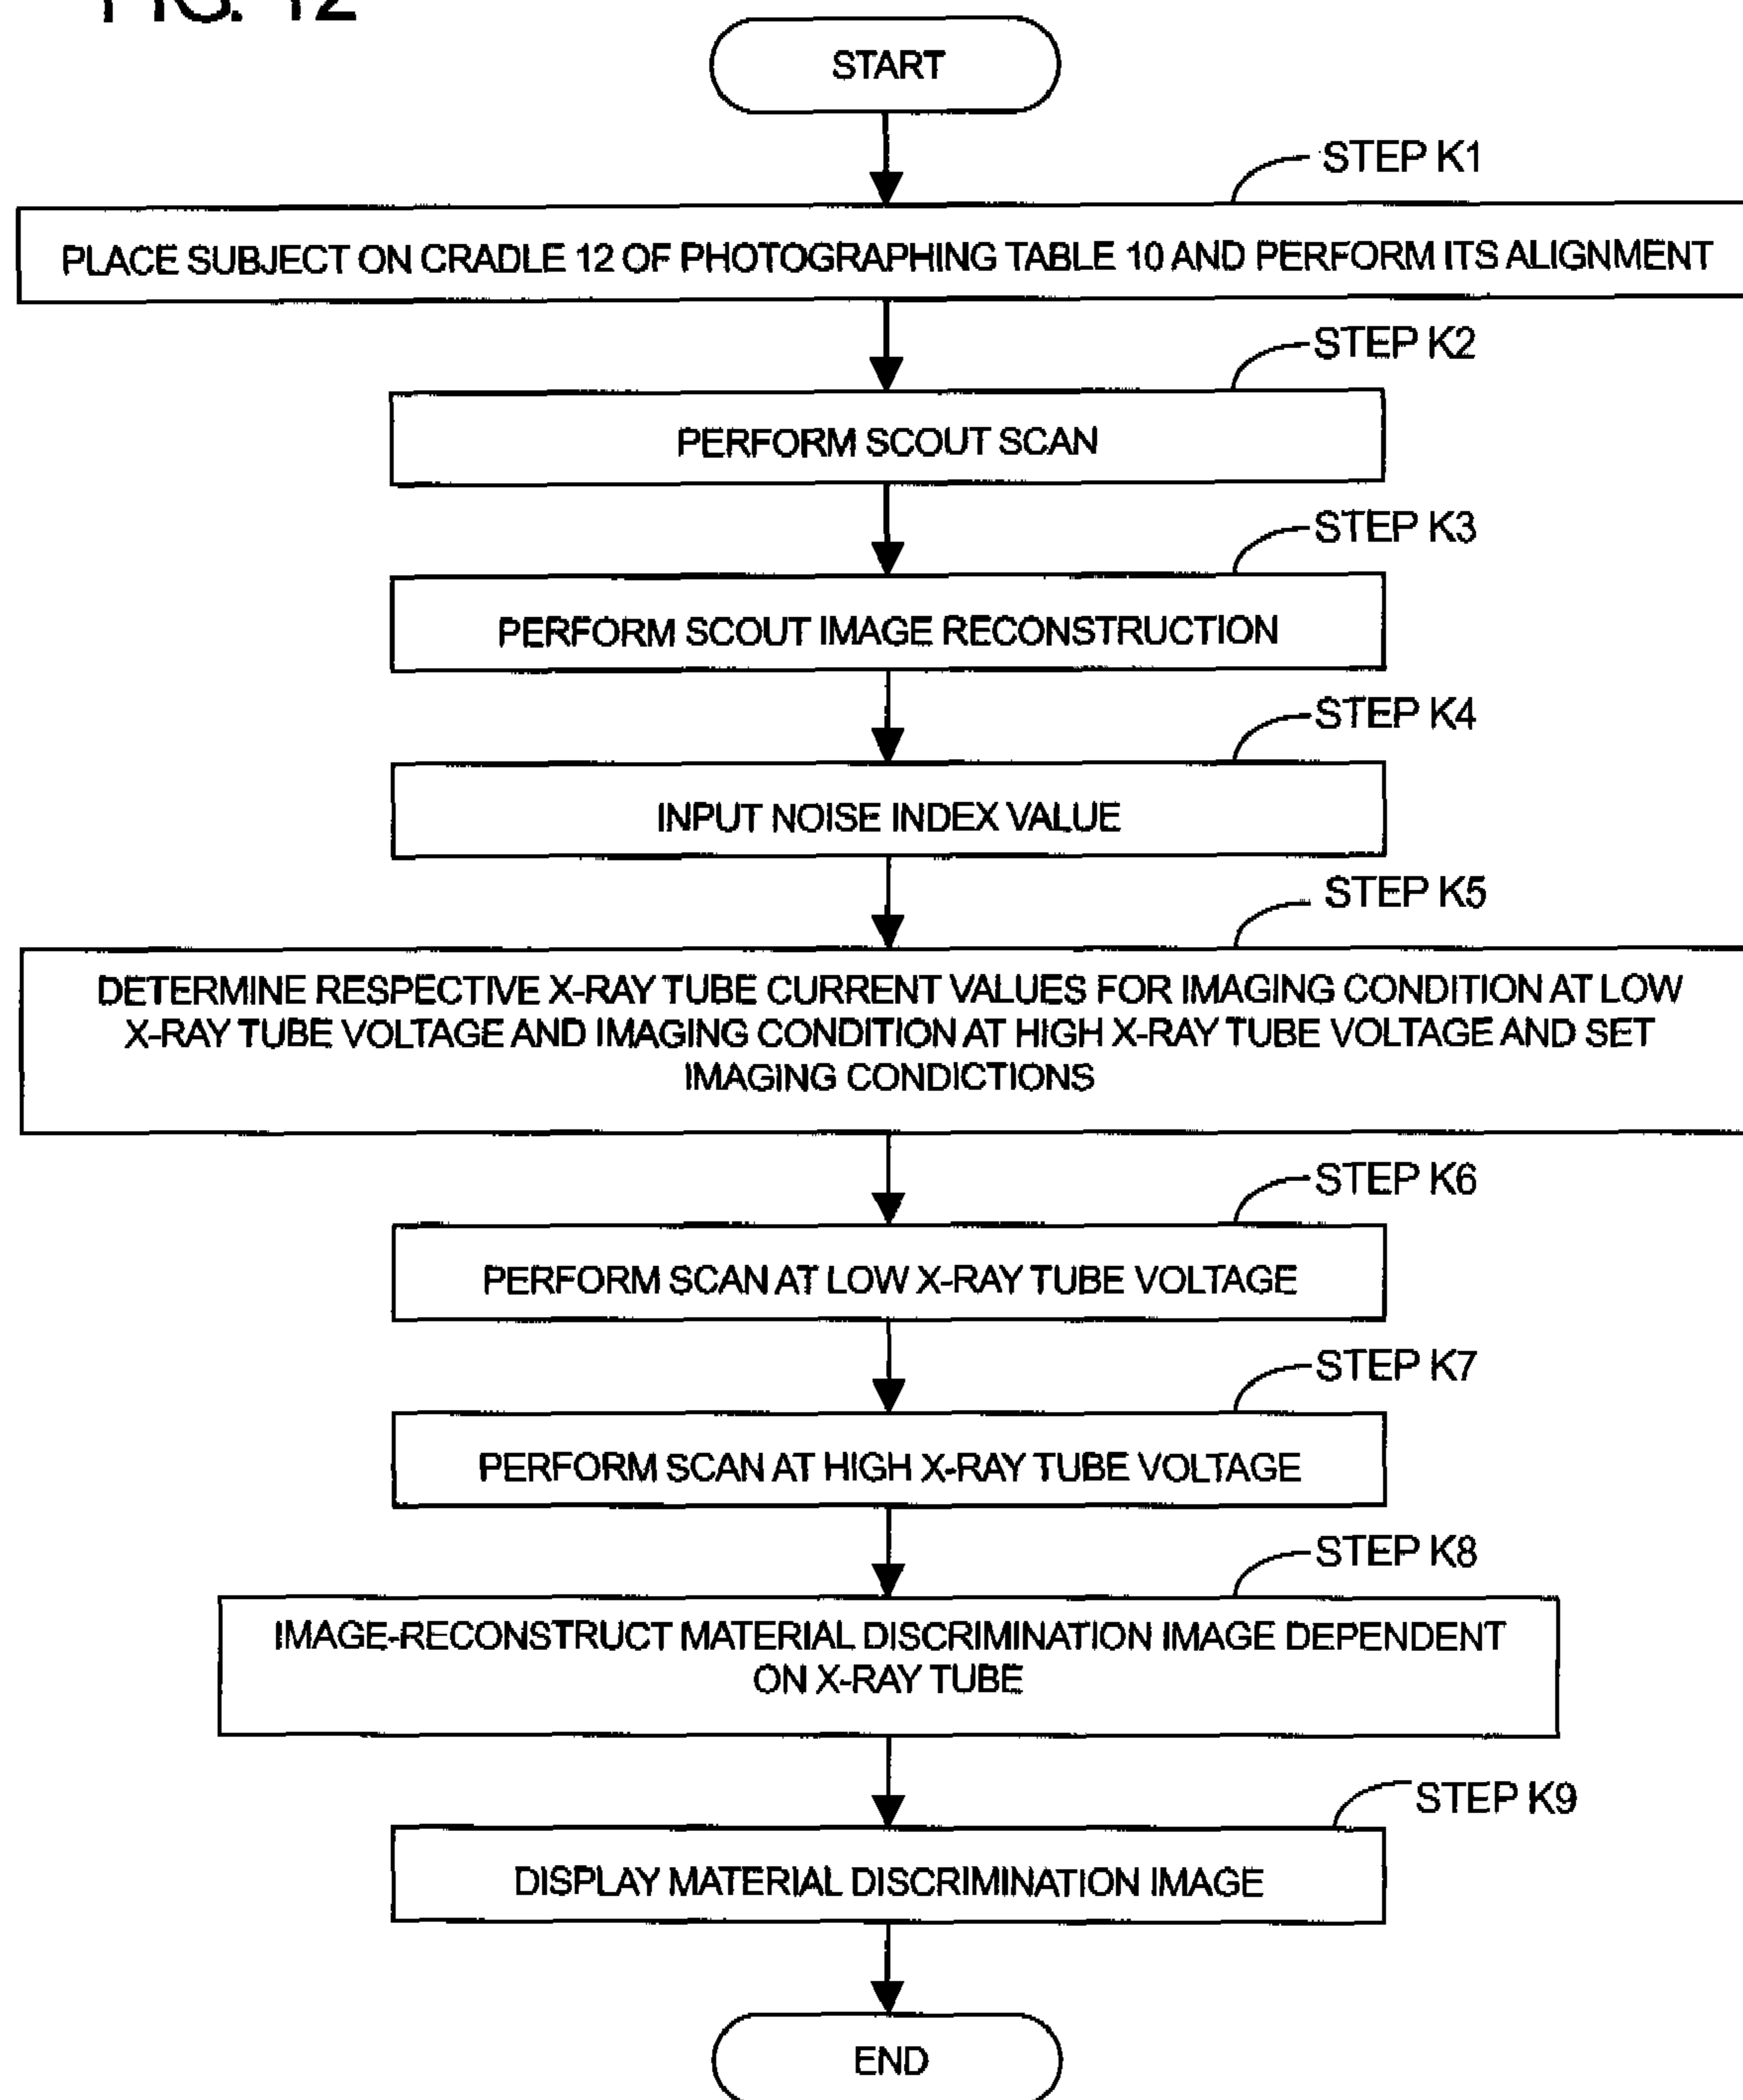 FIG. 12
START
STEP K1
PLACE SUBJECT ON CRADLE 12 OF PHOTOGRAPHING TABLE 10 AND PERFORM ITS ALIGNMENT
STEP K2
PERFORM SCOUT SCAN
STEP K3
PERFORM SCOUT IMAGE RECONSTRUCTION
STEP K4
INPUT NOISE INDEX VALUE
STEP K5
DETERMINE RESPECTIVE X-RAY TUBE CURRENT VALUES FOR IMAGING CONDITION AT LOW
X-RAY TUBE VOLTAGE AND IMAGING CONDITION AT HIGH X-RAY TUBE VOLTAGE AND SET
IMAGING CONDICTIONS
STEP K6
PERFORM SCAN AT LOW X-RAY TUBE VOLTAGE
STEP K7
PERFORM SCAN AT HIGH X-RAY TUBE VOLTAGE
STEP K8
IMAGE-RECONSTRUCT MATERIAL DISCRIMINATION IMAGE DEPENDENT
ON X-RAY TUBE
STEP K9
DISPLAY MATERIAL DISCRIMINATION IMAGE
END